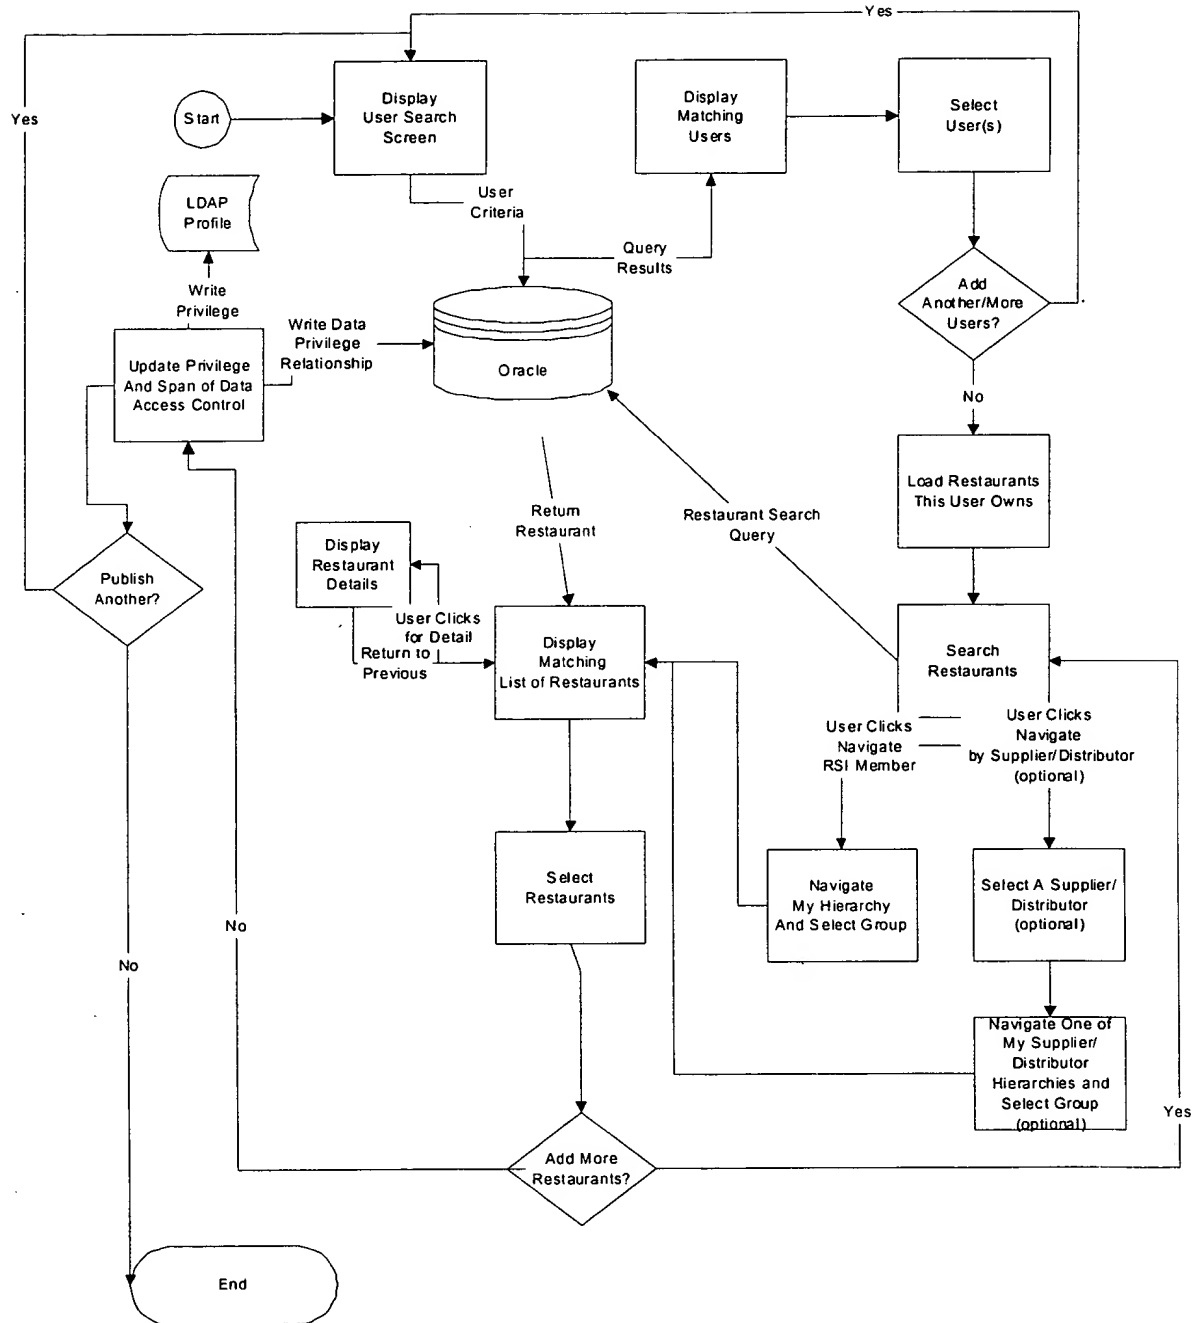 Yes
Yes
Start
Display
User Search
Screen
Display
Matching
Users
Select
User(s)
LDAP
Profile
User
Criteria
Query
Results
Add
Another/More
Users?
Write
Privilege
Write Data
Privilege
Relationship
Update Privilege
And Span of Data
Access Control
Oracle
No
Load Restaurants
This User Owns
Return
Restaurant
Restaurant Search
Query
Display
Restaurant
Details
Publish
Another?
User Clicks
for Detail
Return to
Previous
Display
Matching
List of Restaurants
Search
Restaurants
User Clicks
Navigate
RSI Member
User Clicks
Navigate
by Supplier/Distributor
(optional)
Select
Restaurants
Navigate
My Hierarchy
And Select Group
Select A Supplier/
Distributor
(optional)
No
No
Navigate One of
My Supplier/
Distributor
Hierarchies and
Select Group
(optional)
Yes
Add More
Restaurants?
End